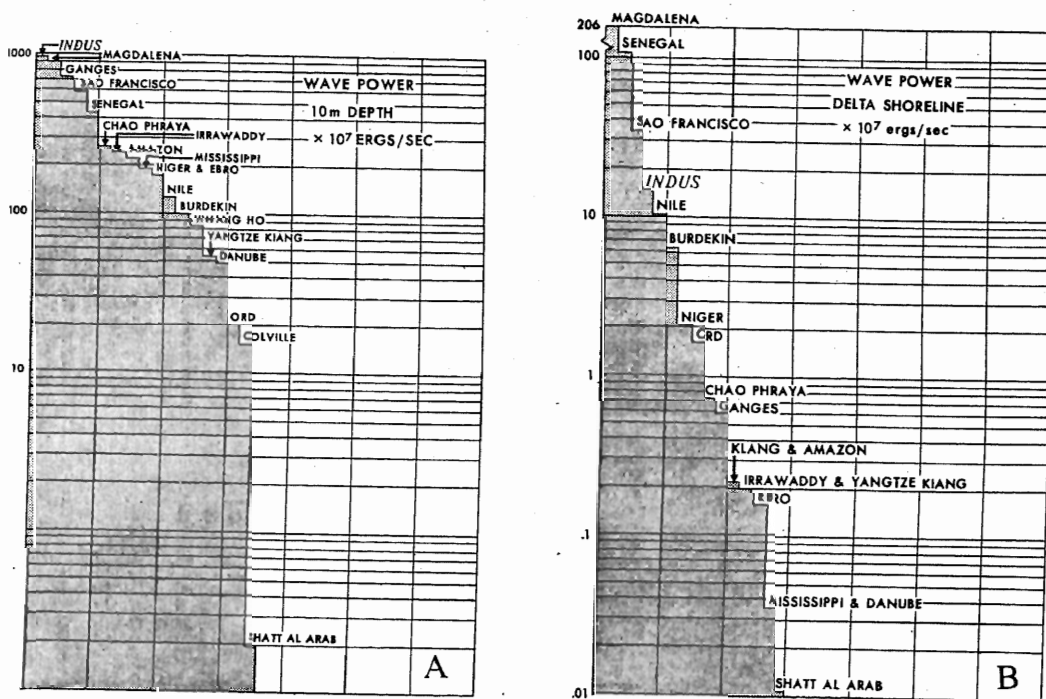 INDUS
MAGDALENA
1000
GANGES
SAO FRANCISCO
SENEGAL
WAVE POWER
10m DEPTH
× 10⁷ ERGS/SEC
CHAO PHRAYA
IRRAWADDY
AMAZON
MISSISSIPPI
NIGER & EBRO
NILE
100
BURDEKIN
HO
YANGTZE KIANG
DANUBE
ORD
COLVILLE
10
SHATT AL ARAB
A
206
MAGDALENA
SENEGAL
100
WAVE POWER
DELTA SHORELINE
× 10⁷ ergs/sec
SAO FRANCISCO
INDUS
NILE
10
BURDEKIN
NIGER
ORD
1
CHAO PHRAYA
GANGES
KLANG & AMAZON
IRRAWADDY & YANGTZE KIANG
EBRO
.1
MISSISSIPPI & DANUBE
.01
SHATT AL ARAB
B